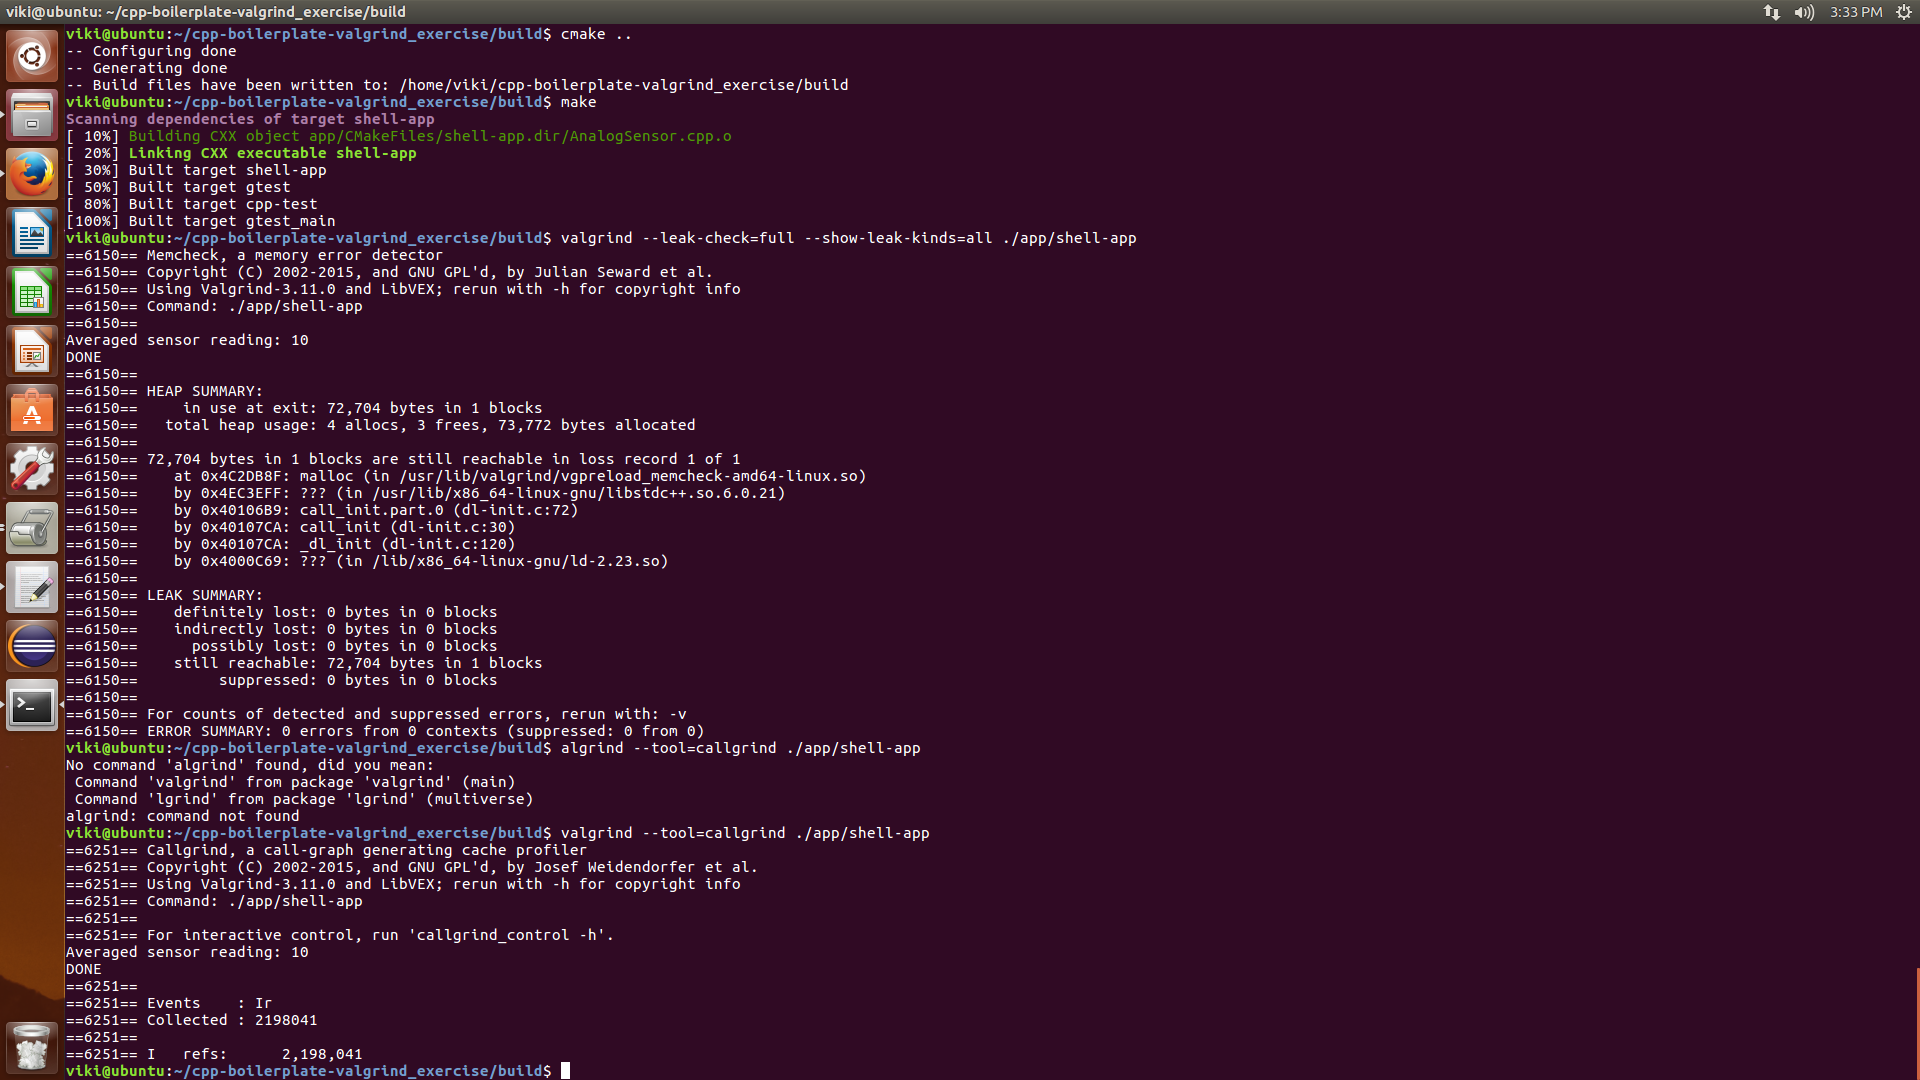 viki@ubuntu: ~/cpp-boilerplate-valgrind_exercise/build
3:33 PM
viki@ubuntu:~/cpp-boilerplate-valgrind_exercise/build$ cmake ..
-- Configuring done
-- Generating done
-- Build files have been written to: /home/viki/cpp-boilerplate-valgrind_exercise/build
viki@ubuntu:~/cpp-boilerplate-valgrind_exercise/build$ make
Scanning dependencies of target shell-app
[ 10%] Building CXX object app/CMakeFiles/shell-app.dir/AnalogSensor.cpp.o
[ 20%] Linking CXX executable shell-app
[ 30%] Built target shell-app
[ 50%] Built target gtest
[ 80%] Built target cpp-test
[100%] Built target gtest_main
viki@ubuntu:~/cpp-boilerplate-valgrind_exercise/build$ valgrind --leak-check=full --show-leak-kinds=all ./app/shell-app
==6150== Memcheck, a memory error detector
==6150== Copyright (C) 2002-2015, and GNU GPL'd, by Julian Seward et al.
==6150== Using Valgrind-3.11.0 and LibVEX; rerun with -h for copyright info
==6150== Command: ./app/shell-app
==6150==
Averaged sensor reading: 10
DONE
==6150==
==6150== HEAP SUMMARY:
==6150==     in use at exit: 72,704 bytes in 1 blocks
==6150==   total heap usage: 4 allocs, 3 frees, 73,772 bytes allocated
==6150==
==6150== 72,704 bytes in 1 blocks are still reachable in loss record 1 of 1
==6150==    at 0x4C2DB8F: malloc (in /usr/lib/valgrind/vgpreload_memcheck-amd64-linux.so)
==6150==    by 0x4EC3EFF: ??? (in /usr/lib/x86_64-linux-gnu/libstdc++.so.6.0.21)
==6150==    by 0x40106B9: call_init.part.0 (dl-init.c:72)
==6150==    by 0x40107CA: call_init (dl-init.c:30)
==6150==    by 0x40107CA: _dl_init (dl-init.c:120)
==6150==    by 0x4000C69: ??? (in /lib/x86_64-linux-gnu/ld-2.23.so)
==6150==
==6150== LEAK SUMMARY:
==6150==    definitely lost: 0 bytes in 0 blocks
==6150==    indirectly lost: 0 bytes in 0 blocks
==6150==      possibly lost: 0 bytes in 0 blocks
==6150==    still reachable: 72,704 bytes in 1 blocks
==6150==         suppressed: 0 bytes in 0 blocks
==6150==
==6150== For counts of detected and suppressed errors, rerun with: -v
==6150== ERROR SUMMARY: 0 errors from 0 contexts (suppressed: 0 from 0)
viki@ubuntu:~/cpp-boilerplate-valgrind_exercise/build$ algrind --tool=callgrind ./app/shell-app
No command 'algrind' found, did you mean:
 Command 'valgrind' from package 'valgrind' (main)
 Command 'lgrind' from package 'lgrind' (multiverse)
algrind: command not found
viki@ubuntu:~/cpp-boilerplate-valgrind_exercise/build$ valgrind --tool=callgrind ./app/shell-app
==6251== Callgrind, a call-graph generating cache profiler
==6251== Copyright (C) 2002-2015, and GNU GPL'd, by Josef Weidendorfer et al.
==6251== Using Valgrind-3.11.0 and LibVEX; rerun with -h for copyright info
==6251== Command: ./app/shell-app
==6251==
==6251== For interactive control, run 'callgrind_control -h'.
Averaged sensor reading: 10
DONE
==6251==
==6251== Events    : Ir
==6251== Collected : 2198041
==6251==
==6251== I   refs:      2,198,041
viki@ubuntu:~/cpp-boilerplate-valgrind_exercise/build$